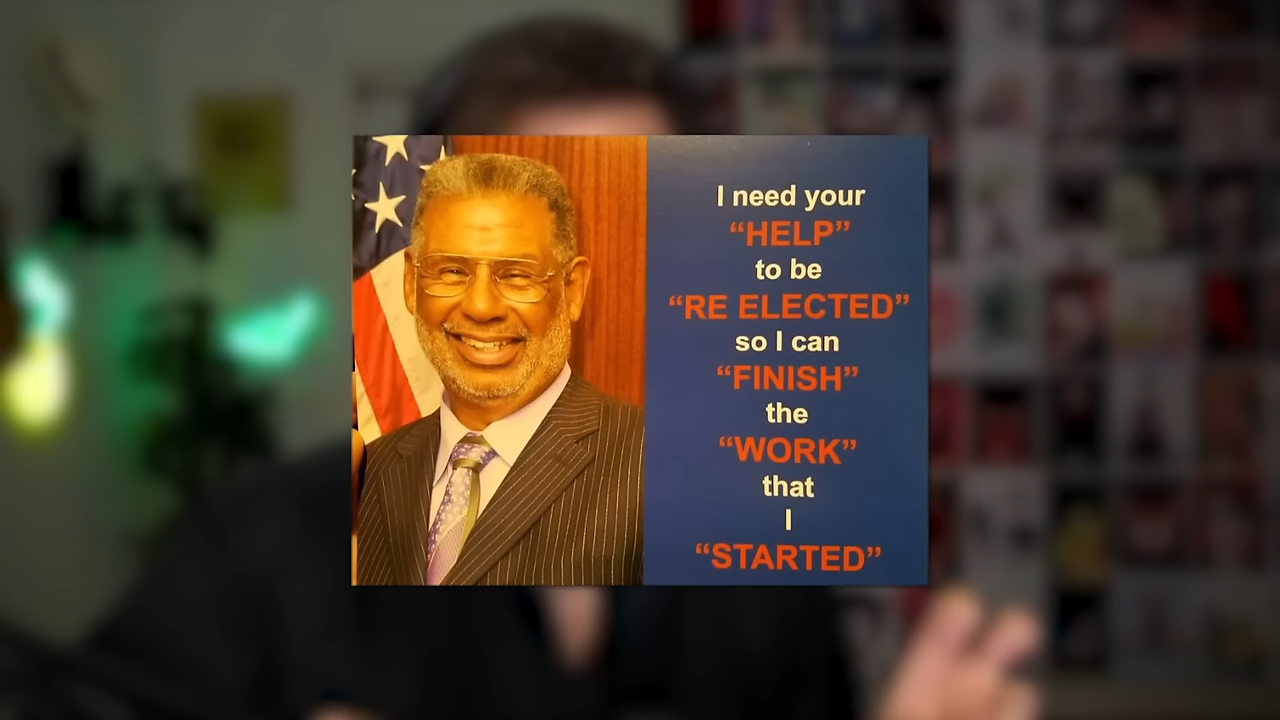 I need your
“HELP”
to be
“RE ELECTED”
so I can
“FINISH”
the
“WORK”
that
I
“STARTED”